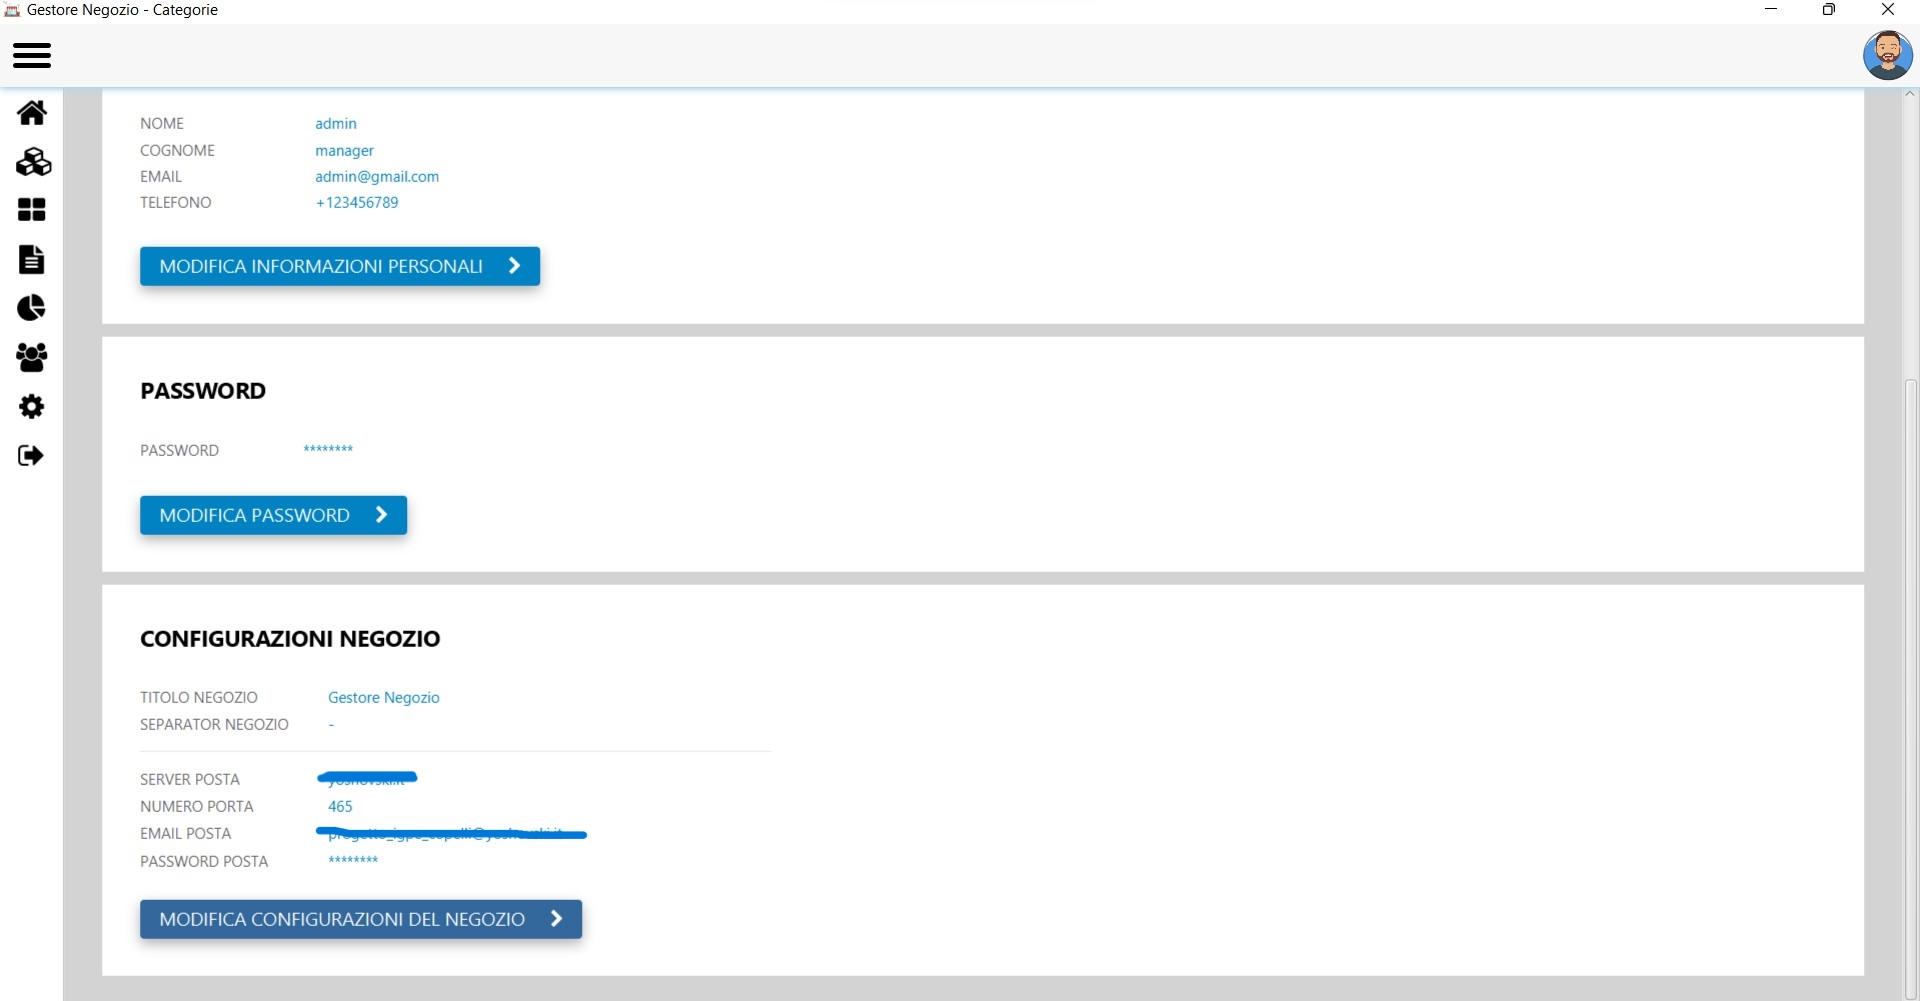 Gestore Negozio - Categorie
NOME admin
COGNOME manager
EMAIL admin@gmail.com
TELEFONO +123456789
MODIFICA INFORMAZIONI PERSONALI
PASSWORD
PASSWORD ********
MODIFICA PASSWORD
CONFIGURAZIONI NEGOZIO
TITOLO NEGOZIO Gestore Negozio
SEPARATOR NEGOZIO -
SERVER POSTA
NUMERO PORTA 465
EMAIL POSTA
PASSWORD POSTA ********
MODIFICA CONFIGURAZIONI DEL NEGOZIO